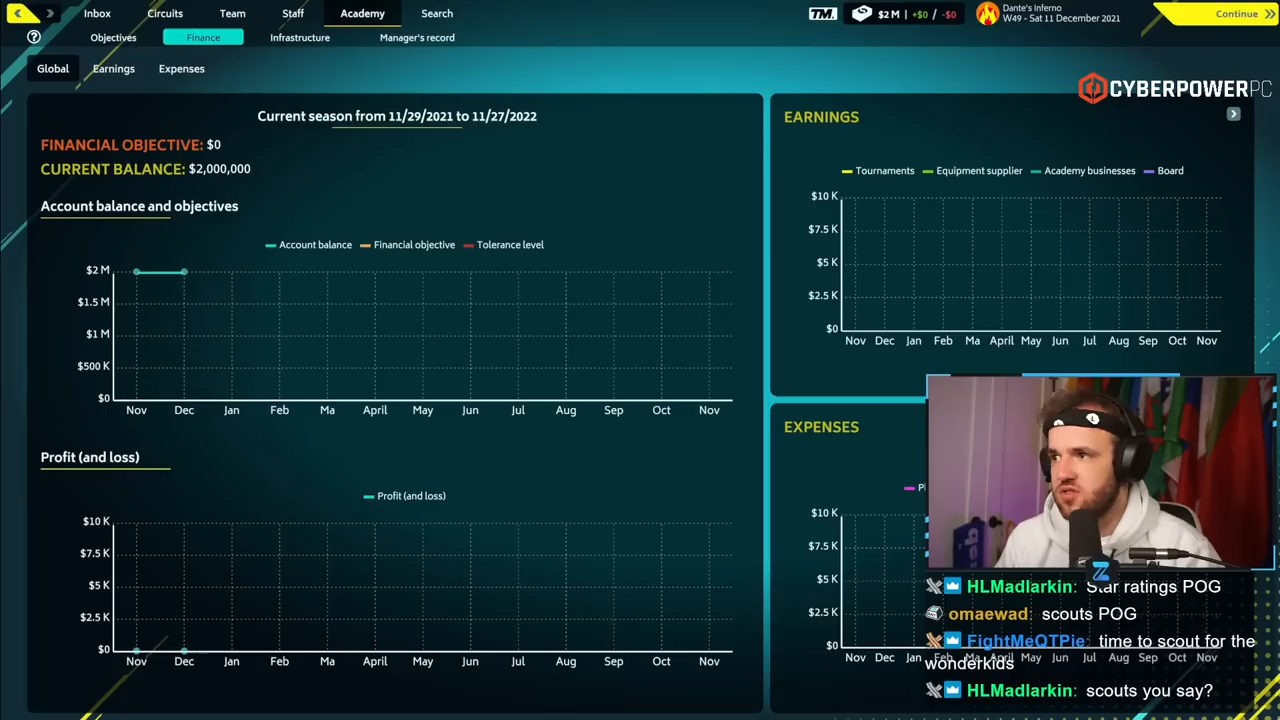 Inbox
Circuits
Team
Staff
Academy
Search
TM.
$2 M | +$0 / -$0
Dante's Inferno
W49 - Sat 11 December 2021
Continue
Objectives
Finance
Infrastructure
Manager's record
Global
Earnings
Expenses
CYBERPOWERPC
Current season from 11/29/2021 to 11/27/2022
FINANCIAL OBJECTIVE: $0
CURRENT BALANCE: $2,000,000
Account balance and objectives
Account balance
Financial objective
Tolerance level
$2 M
$1.5 M
$1 M
$500 K
$0
Nov Dec Jan Feb Ma April May Jun Jul Aug Sep Oct Nov
Profit (and loss)
Profit (and loss)
$10 K
$7.5 K
$5 K
$2.5 K
$0
Nov Dec Jan Feb Ma April May Jun Jul Aug Sep Oct Nov
EARNINGS
Tournaments
Equipment supplier
Academy businesses
Board
$10 K
$7.5 K
$5 K
$2.5 K
$0
Nov Dec Jan Feb Ma April May Jun Jul Aug Sep Oct Nov
EXPENSES
$10 K
$7.5 K
$5 K
$2.5 K
$0
Nov Dec Jan Feb Ma April May Jun Jul Aug Sep Oct Nov
HLMadlarkin: Star ratings POG
omaewad: scouts POG
FightMeQTPie: time to scout for the
wonderkids
HLMadlarkin: scouts you say?